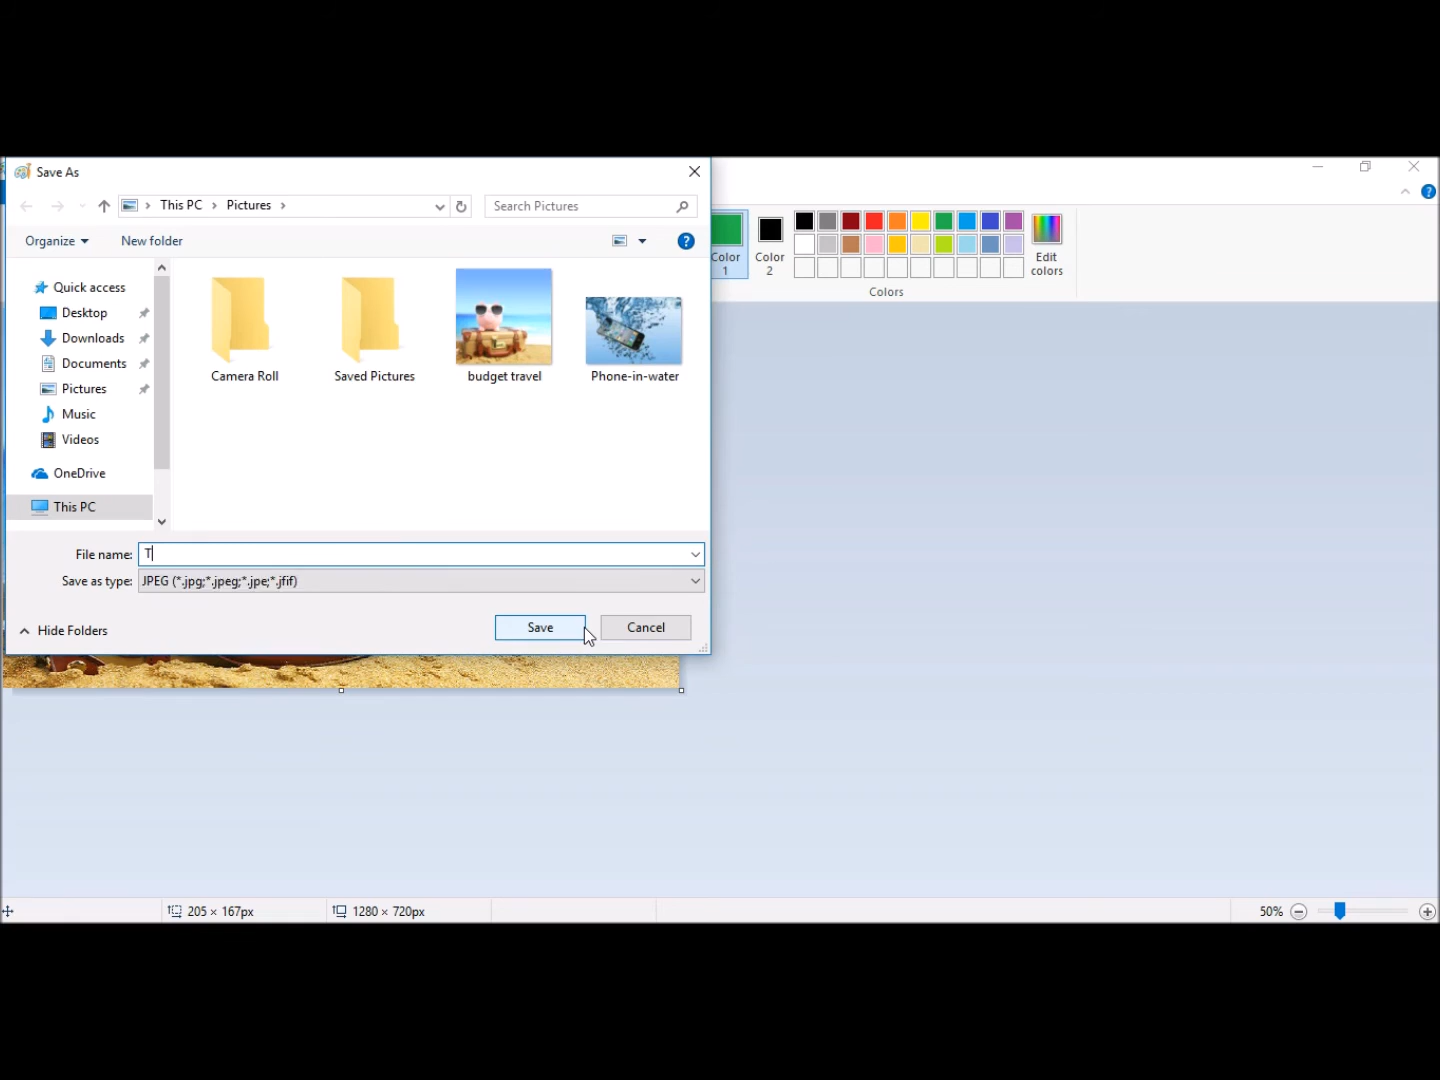 Save As
This PC
Pictures
Search Pictures
Organize
New folder
Quick access
Desktop
Downloads
Documents
Pictures
Music
Videos
OneDrive
This PC
Camera Roll
Saved Pictures
budget travel
Phone-in-water
File name:
T
Save as type:
JPEG (*.jpg;*.jpeg;*.jpe;*.jfif)
Hide Folders
Save
Cancel
Color
1
Color
2
Edit
colors
Colors
205 × 167px
1280 × 720px
50%